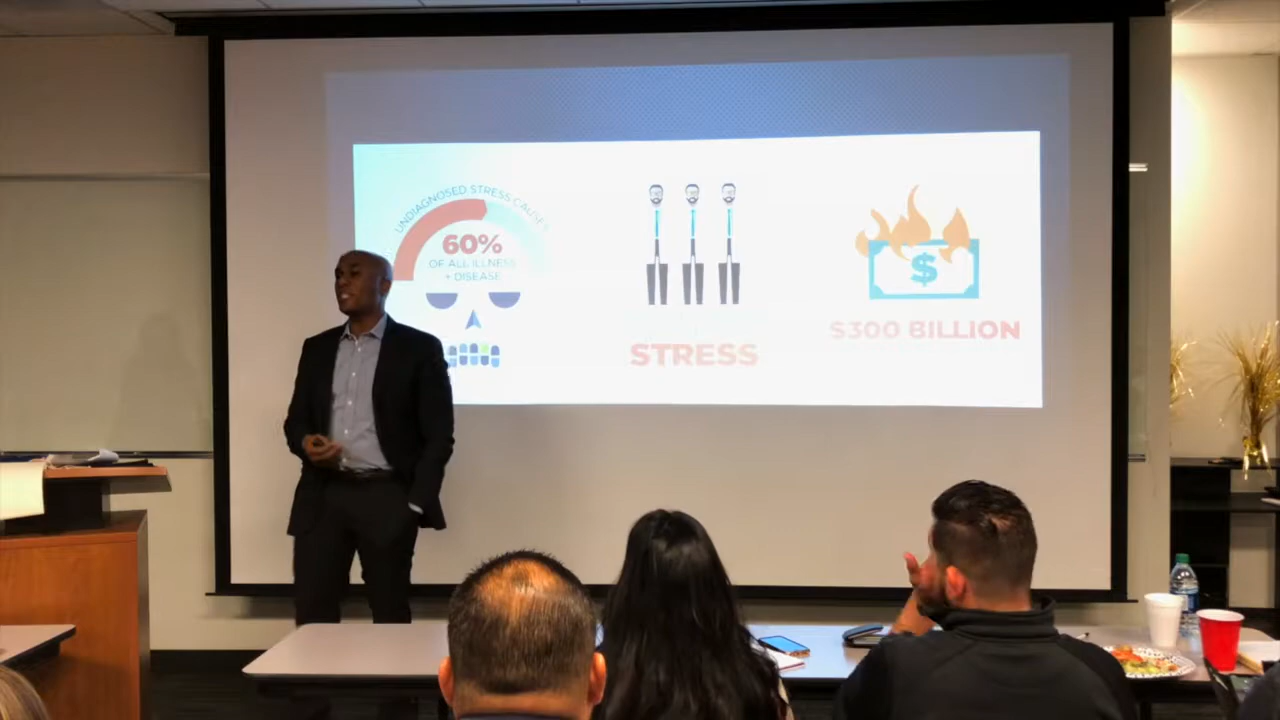 UNDIAGNOSED STRESS CAUSES
60%
OF ALL ILLNESS
+ DISEASE
STRESS
$
$300 BILLION